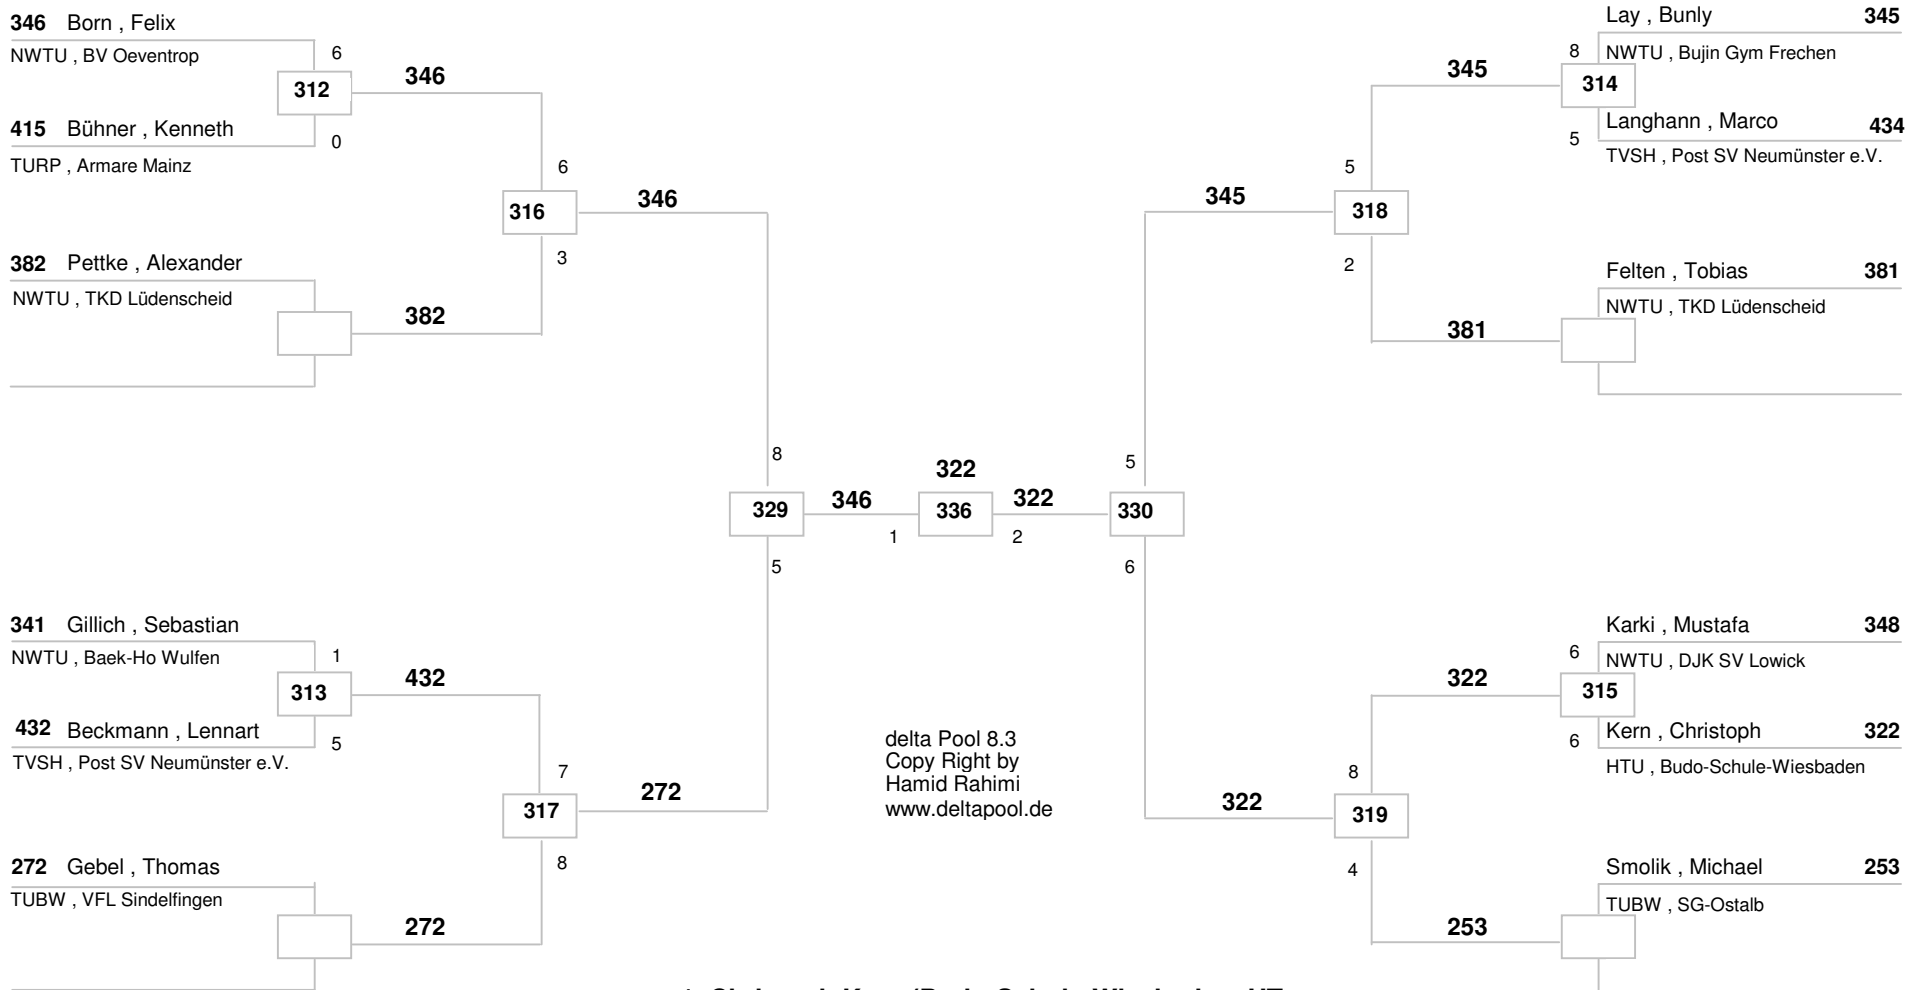 346 Born , Felix
NWTU , BV Oeventrop
6
312
346
415 Bühner , Kenneth
0
TURP , Armare Mainz
6
316
346
3
382 Pettke , Alexander
NWTU , TKD Lüdenscheid
382
8
329
346
1
5
341 Gillich , Sebastian
NWTU , Baek-Ho Wulfen
1
313
432
432 Beckmann , Lennart
5
TVSH , Post SV Neumünster e.V.
7
317
272
8
272 Gebel , Thomas
TUBW , VFL Sindelfingen
272
322
336
322
2
delta Pool 8.3
Copy Right by
Hamid Rahimi
www.deltapool.de
Lay , Bunly 345
8
NWTU , Bujin Gym Frechen
345
314
Langhann , Marco 434
5
TVSH , Post SV Neumünster e.V.
5
345
318
2
Felten , Tobias 381
NWTU , TKD Lüdenscheid
381
5
330
6
Karki , Mustafa 348
6
NWTU , DJK SV Lowick
322
315
Kern , Christoph 322
6
HTU , Budo-Schule-Wiesbaden
8
322
319
4
Smolik , Michael 253
TUBW , SG-Ostalb
253